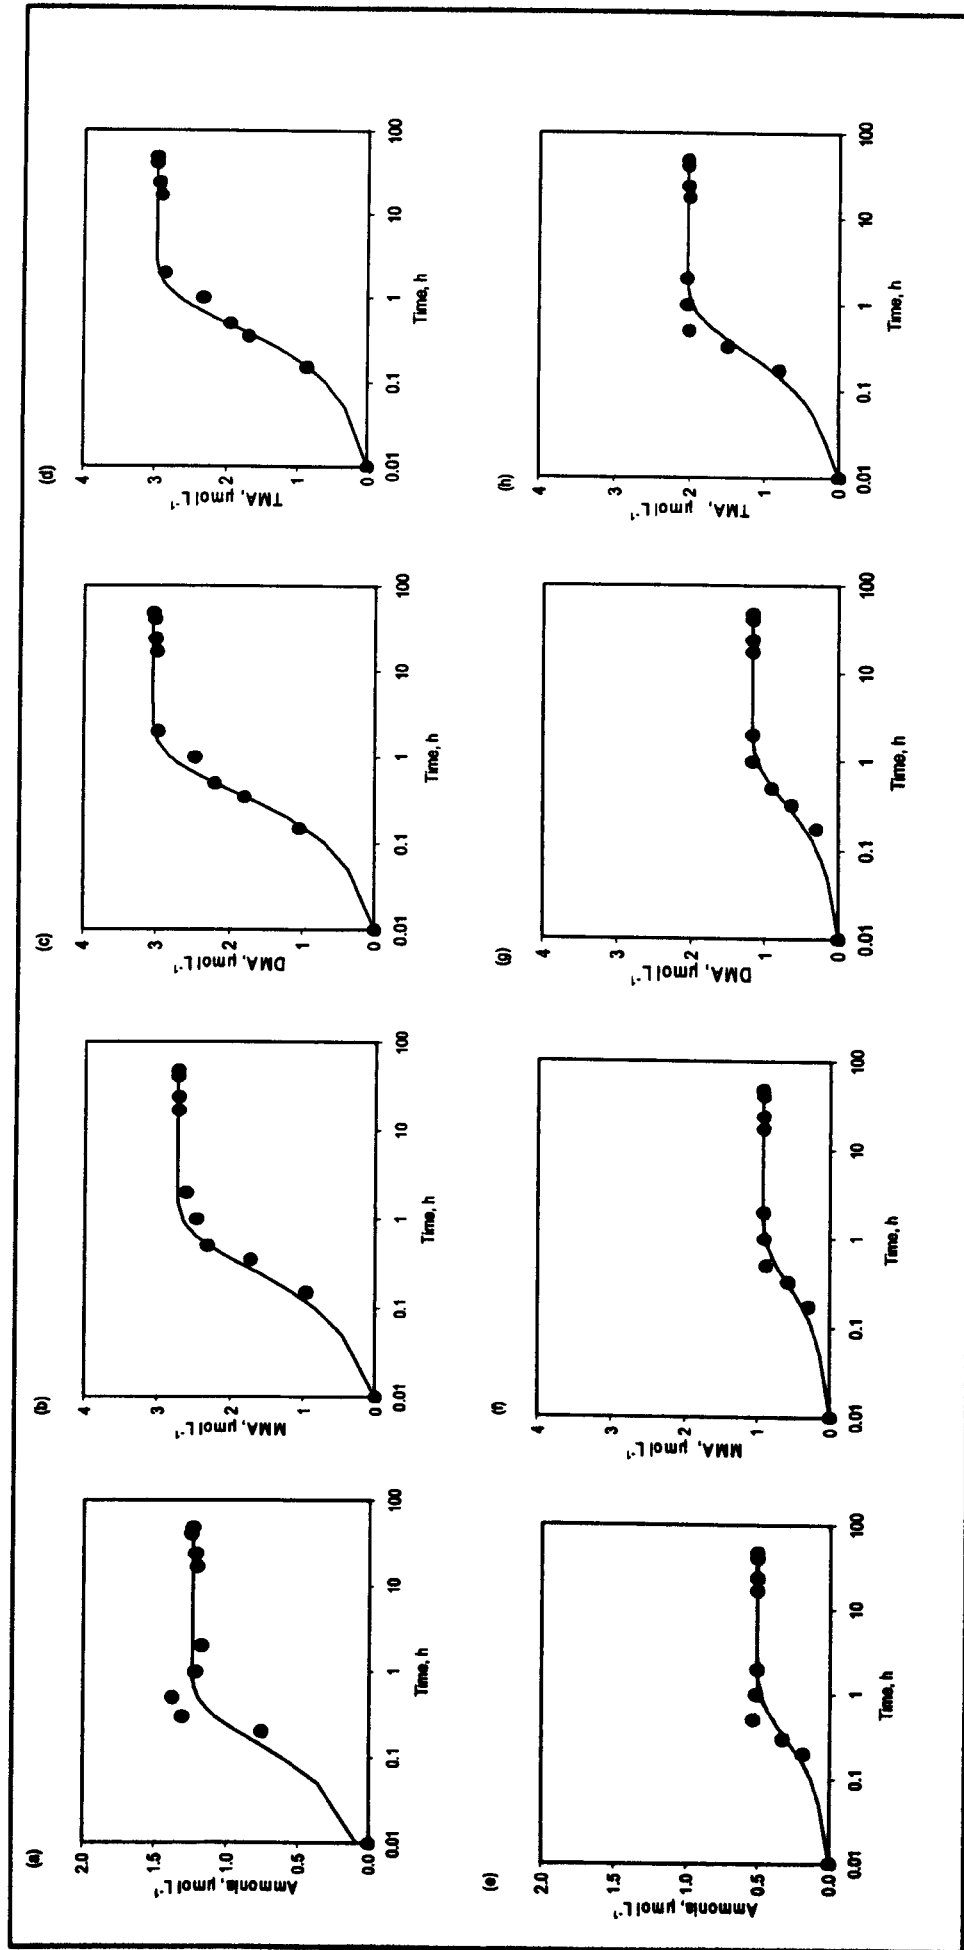 (a)
Ammonia, µmol L⁻¹
2.0
1.5
1.0
0.5
0.0
0.01 0.1 1 10 100
Time, h
(b)
MMA, µmol L⁻¹
4
3
2
1
0
0.01 0.1 1 10 100
Time, h
(c)
DMA, µmol L⁻¹
4
3
2
1
0
0.01 0.1 1 10 100
Time, h
(d)
TMA, µmol L⁻¹
4
3
2
1
0
0.01 0.1 1 10 100
Time, h
(e)
Ammonia, µmol L⁻¹
2.0
1.5
1.0
0.5
0.0
0.01 0.1 1 10 100
Time, h
(f)
MMA, µmol L⁻¹
4
3
2
1
0
0.01 0.1 1 10 100
Time, h
(g)
DMA, µmol L⁻¹
4
3
2
1
0
0.01 0.1 1 10 100
Time, h
(h)
TMA, µmol L⁻¹
4
3
2
1
0
0.01 0.1 1 10 100
Time, h